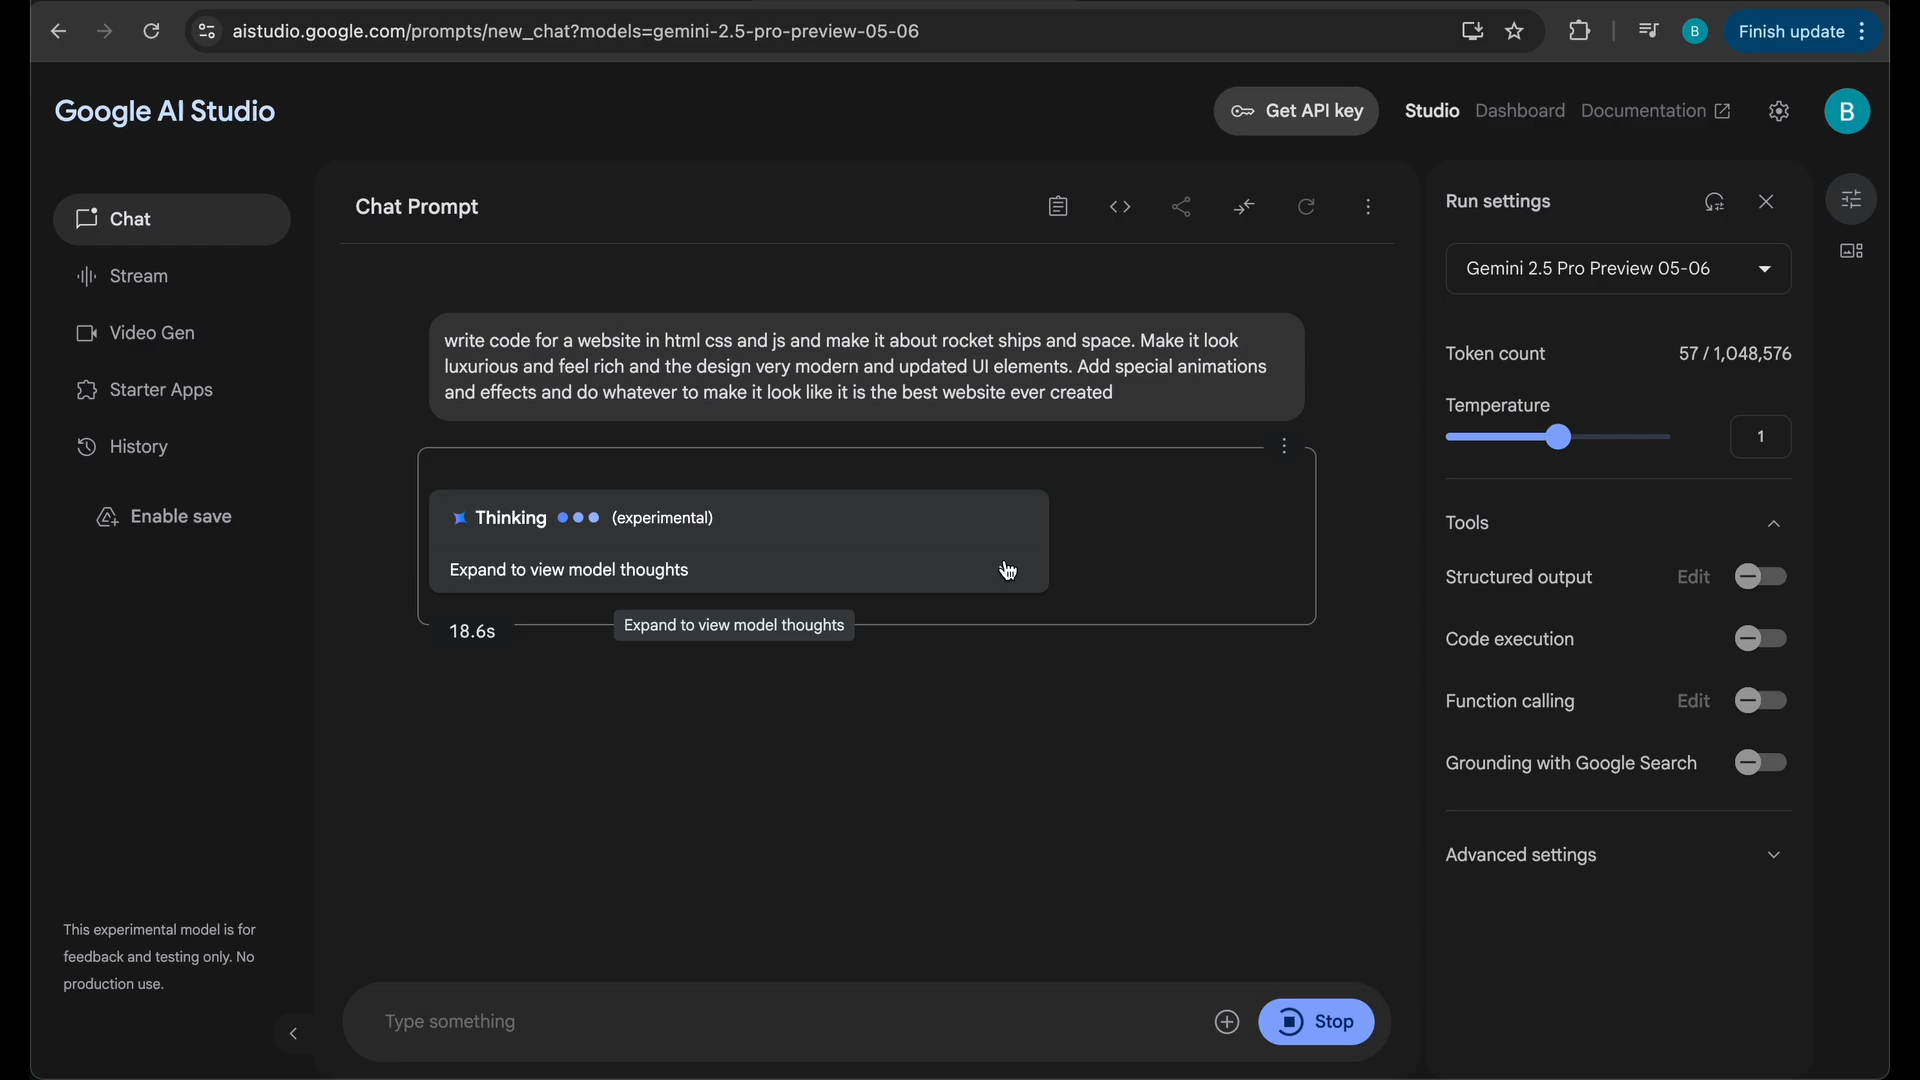 aistudio.google.com/prompts/new_chat?models=gemini-2.5-pro-preview-05-06
B
Finish update
Google AI Studio
Get API key
Studio
Dashboard
Documentation
B
Chat
Stream
Video Gen
Starter Apps
History
Enable save
This experimental model is for
feedback and testing only. No
production use.
Chat Prompt
write code for a website in html css and js and make it about rocket ships and space. Make it look
luxurious and feel rich and the design very modern and updated UI elements. Add special animations
and effects and do whatever to make it look like it is the best website ever created
Thinking (experimental)
Expand to view model thoughts
18.6s
Expand to view model thoughts
Type something
Stop
Run settings
Gemini 2.5 Pro Preview 05-06
Token count 57 / 1,048,576
Temperature
1
Tools
Structured output Edit
Code execution
Function calling Edit
Grounding with Google Search
Advanced settings